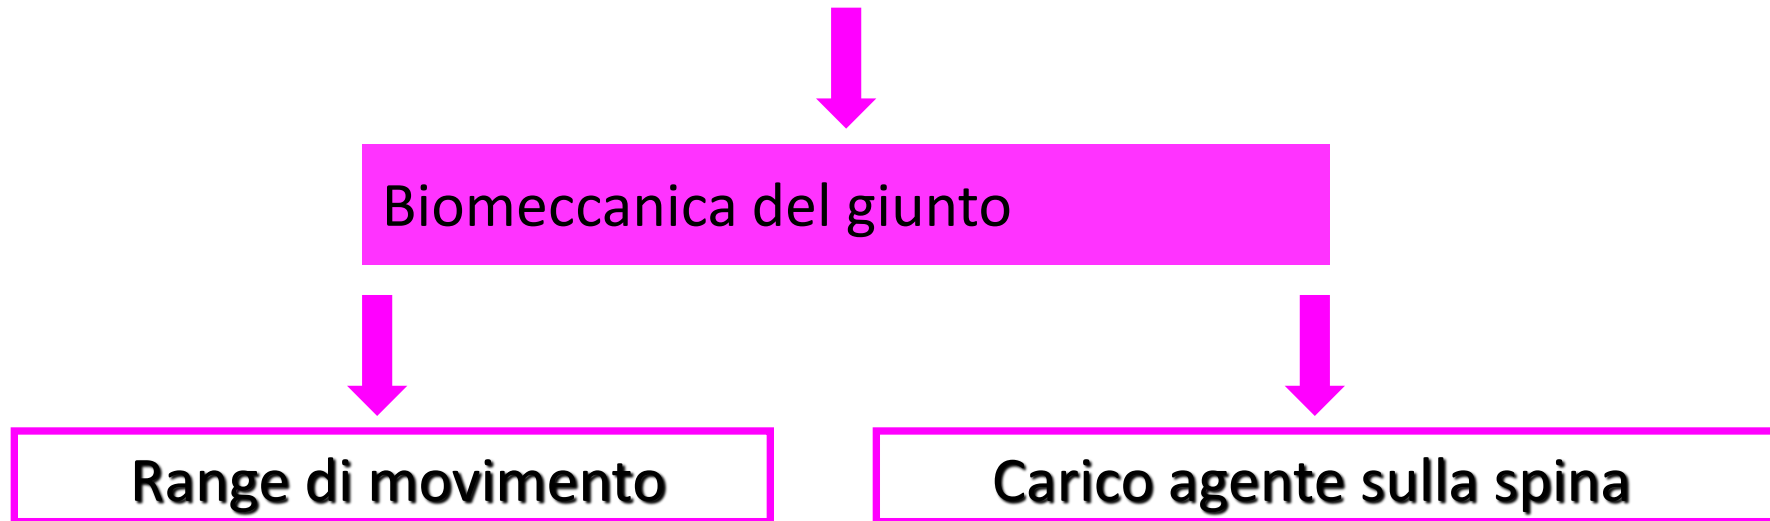 Biomeccanica del giunto
Range di movimento
Carico agente sulla spina